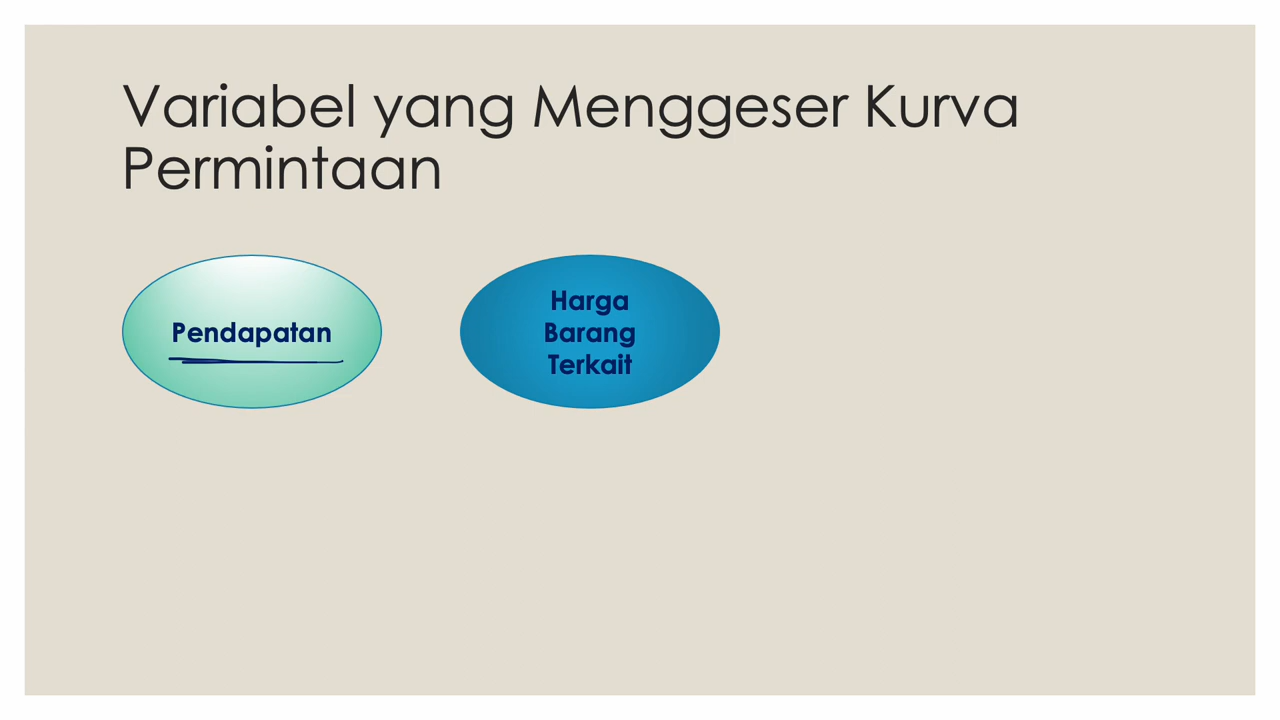 Variabel yang Menggeser Kurva
Permintaan
Pendapatan
Harga
Barang
Terkait